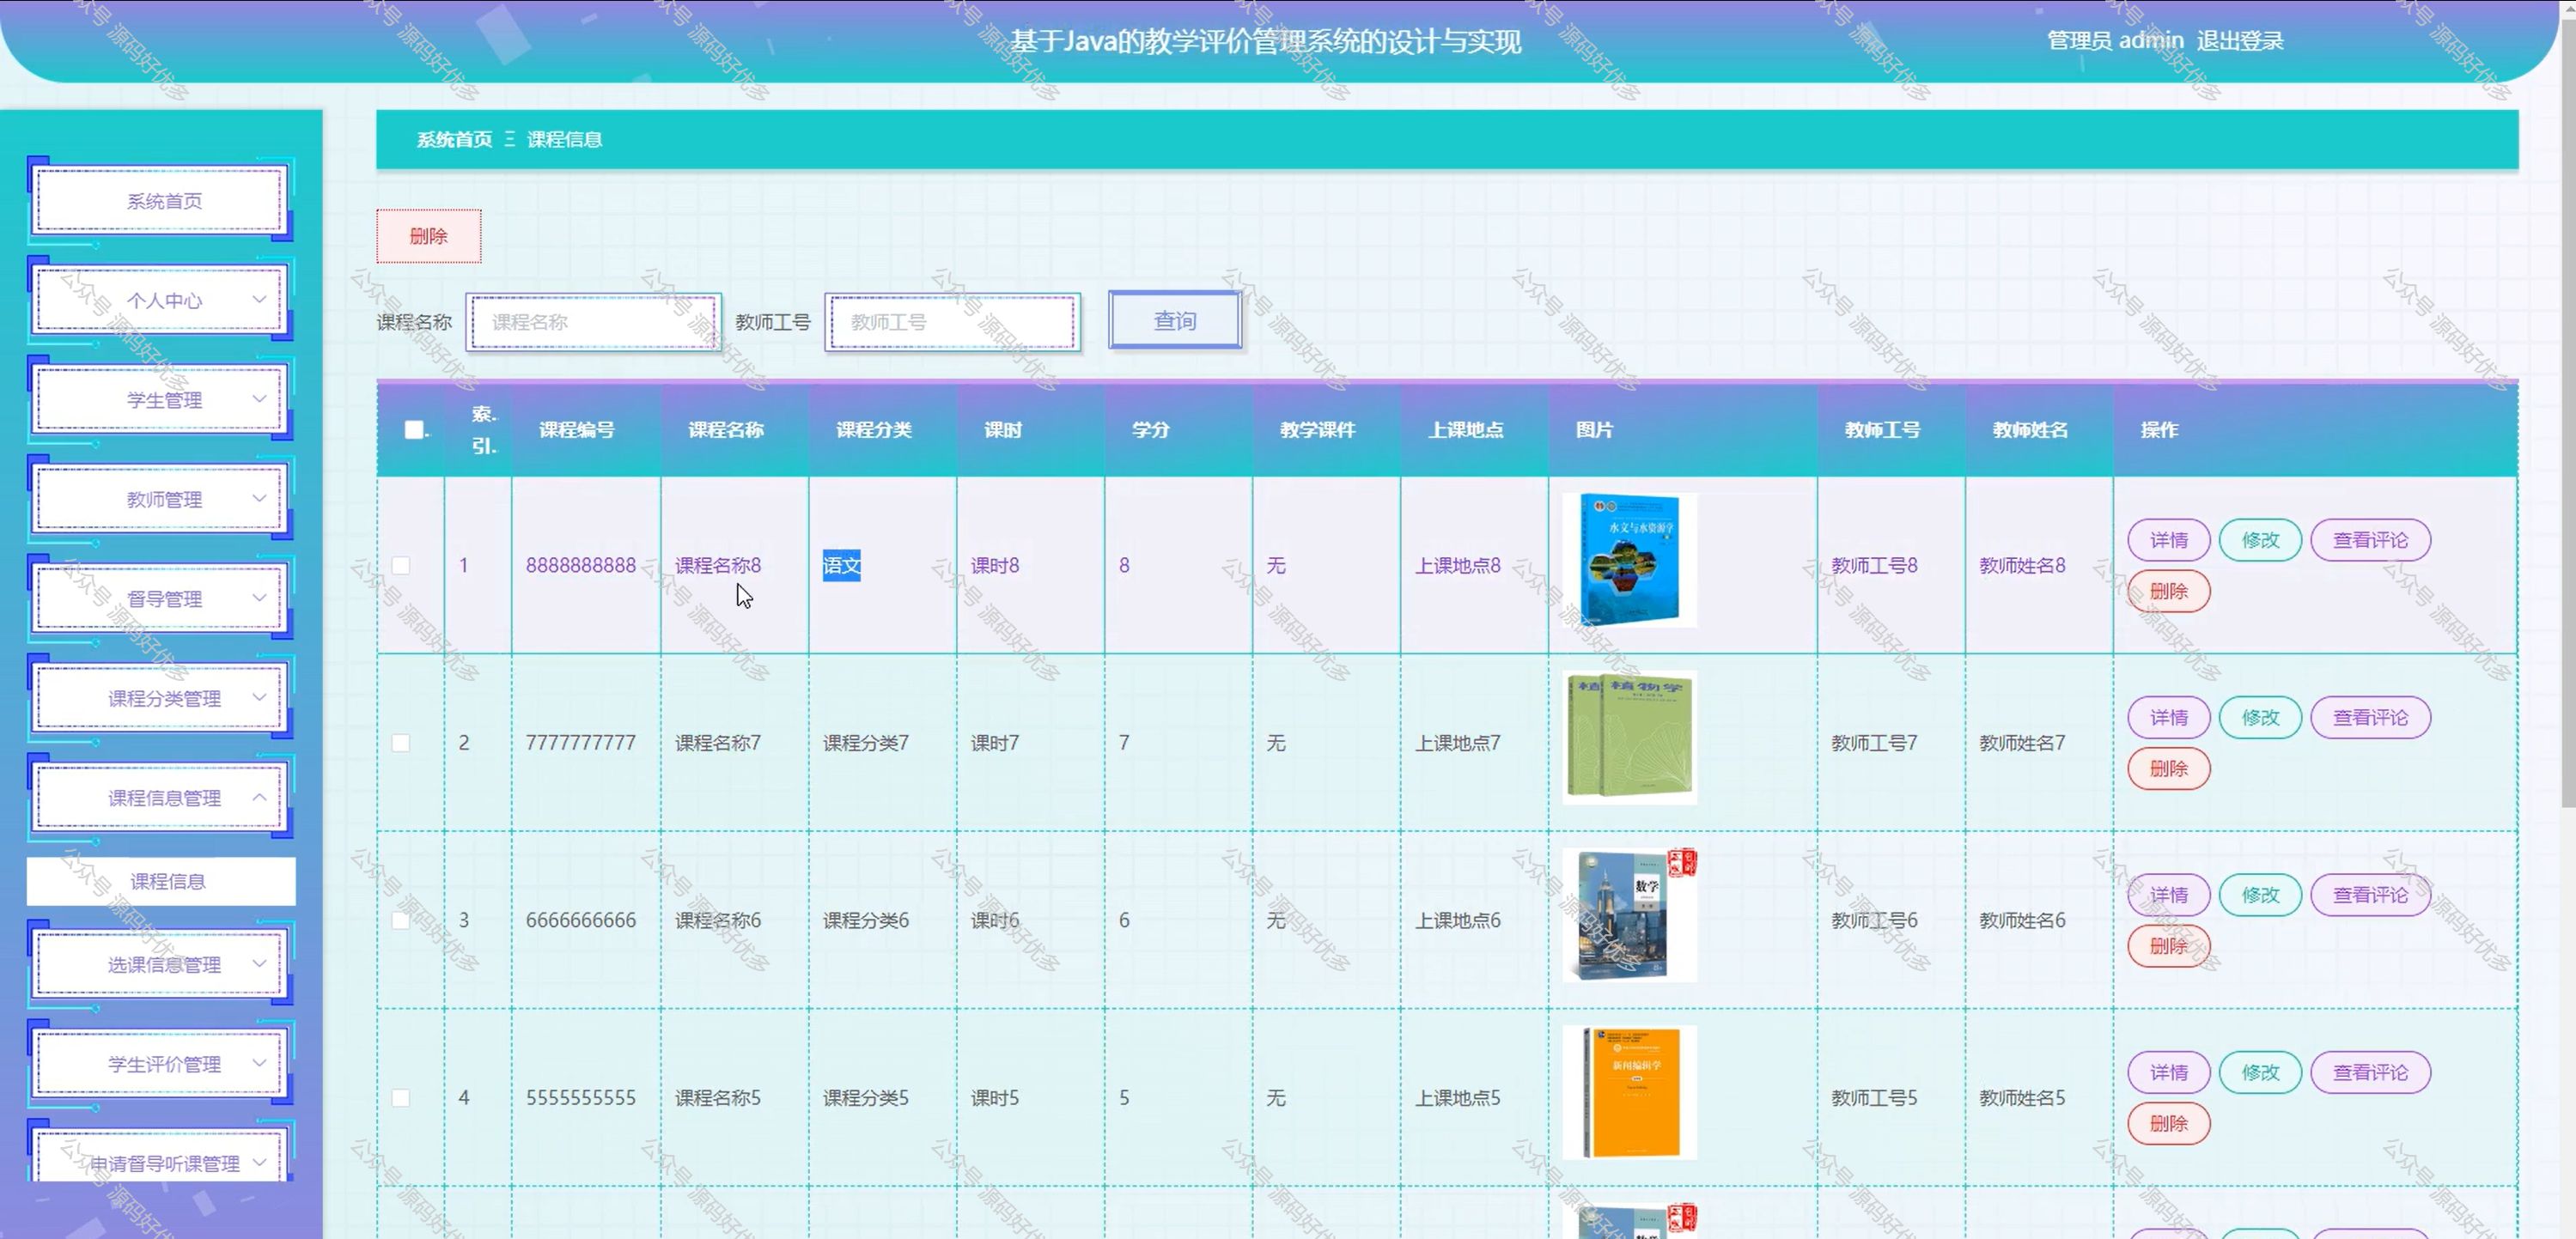 基于Java的教学评价管理系统的设计与实现
管理员 admin 退出登录
系统首页
个人中心
学生管理
教师管理
督导管理
课程分类管理
课程信息管理
课程信息
选课信息管理
学生评价管理
申请督导听课管理
系统首页 Ξ 课程信息
删除
课程名称 课程名称 教师工号 教师工号 查询
索. 引. 课程编号 课程名称 课程分类 课时 学分 教学课件 上课地点 图片 教师工号 教师姓名 操作
1 8888888888 课程名称8 语文 课时8 8 无 上课地点8 水文与水资源学 教师工号8 教师姓名8 详情 修改 查看评论
删除
2 7777777777 课程名称7 课程分类7 课时7 7 无 上课地点7 植物学 教师工号7 教师姓名7 详情 修改 查看评论
删除
3 6666666666 课程名称6 课程分类6 课时6 6 无 上课地点6 数学 教师工号6 教师姓名6 详情 修改 查看评论
删除
4 5555555555 课程名称5 课程分类5 课时5 5 无 上课地点5 新闻编辑学 教师工号5 教师姓名5 详情 修改 查看评论
删除
公众号 源码好优多